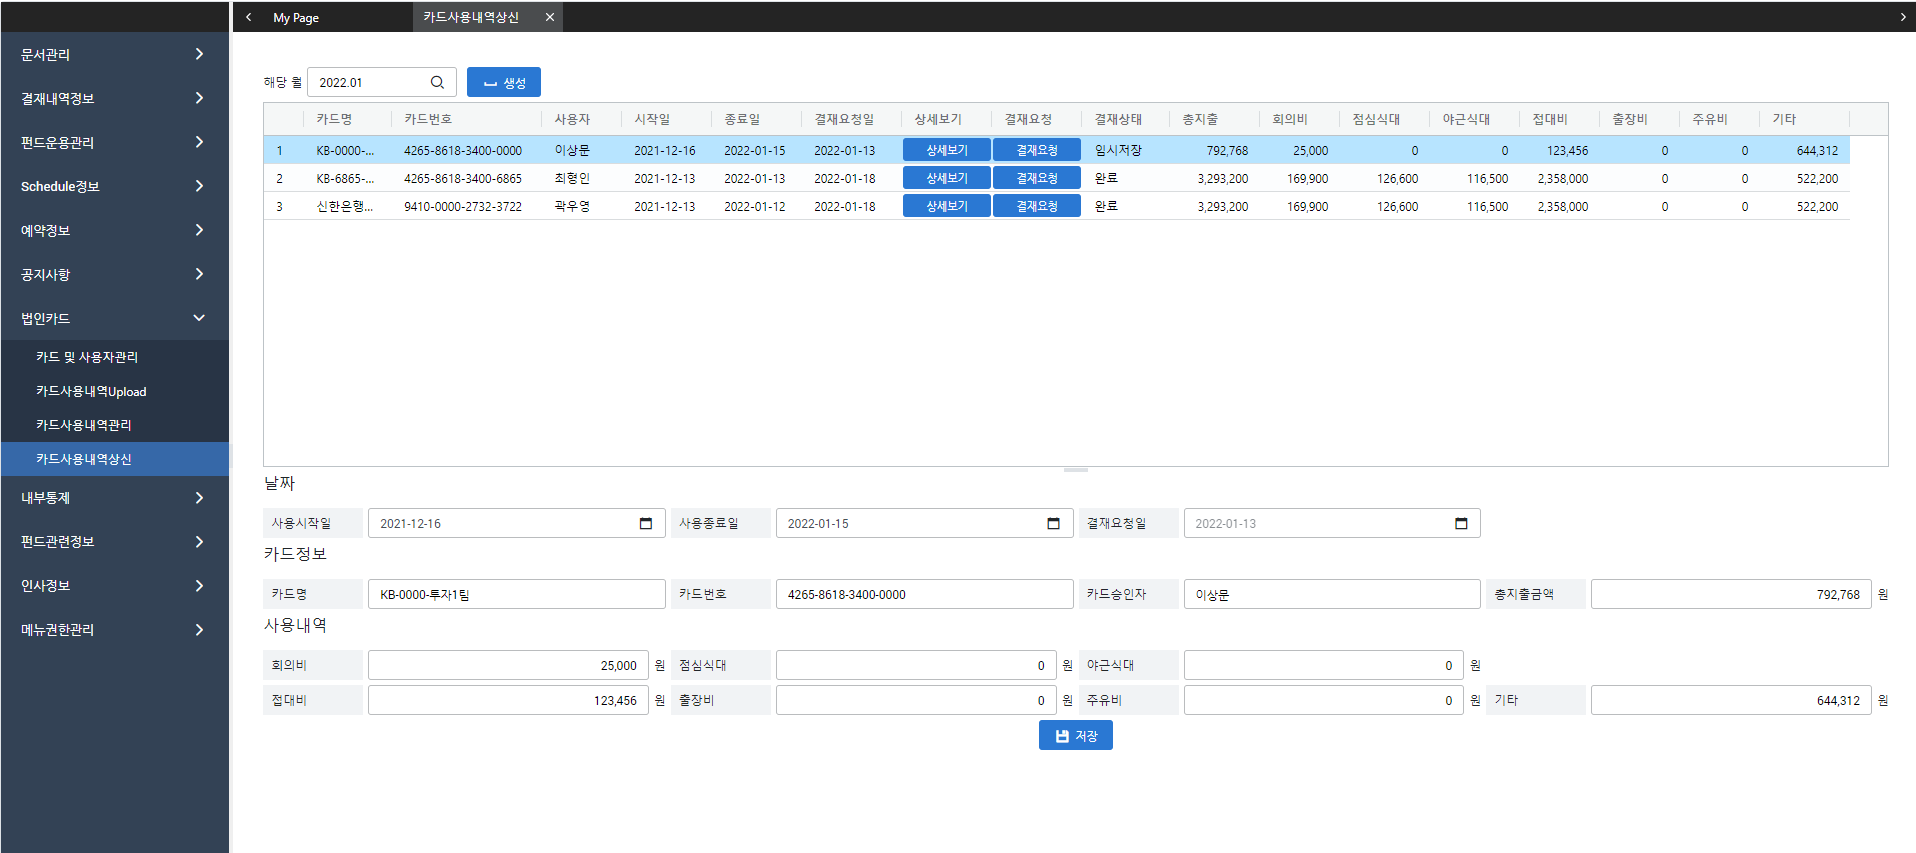 My Page
카드사용내역상신
문서관리
결재내역정보
펀드운용관리
Schedule정보
예약정보
공지사항
법인카드
카드 및 사용자관리
카드사용내역Upload
카드사용내역관리
카드사용내역상신
내부통제
펀드관련정보
인사정보
메뉴권한관리
해당 월 2022.01 생성
카드명 카드번호 사용자 시작일 종료일 결재요청일 상세보기 결재요청 결재상태 총지출 회의비 점심식대 야근식대 접대비 출장비 주유비 기타
1 KB-0000-... 4265-8618-3400-0000 이상문 2021-12-16 2022-01-15 2022-01-13 상세보기 결재요청 임시저장 792,768 25,000 0 0 123,456 0 0 644,312
2 KB-6865-... 4265-8618-3400-6865 최형인 2021-12-13 2022-01-13 2022-01-18 상세보기 결재요청 완료 3,293,200 169,900 126,600 116,500 2,358,000 0 0 522,200
3 신한은행... 9410-0000-2732-3722 곽우영 2021-12-13 2022-01-12 2022-01-18 상세보기 결재요청 완료 3,293,200 169,900 126,600 116,500 2,358,000 0 0 522,200
날짜
사용시작일 2021-12-16 사용종료일 2022-01-15 결재요청일 2022-01-13
카드정보
카드명 KB-0000-투자1팀 카드번호 4265-8618-3400-0000 카드승인자 이상문 총지출금액 792,768 원
사용내역
회의비 25,000 원 점심식대 0 원 야근식대 0 원
접대비 123,456 원 출장비 0 원 주유비 0 원 기타 644,312 원
저장